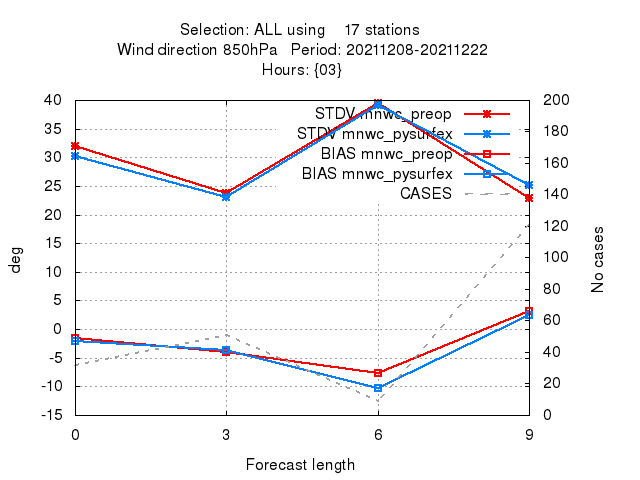 Selection: ALL using    17 stations
Wind direction 850hPa   Period: 20211208-20211222
Hours: {03}
STDV mnwc_preop
STDV mnwc_pysurfex
BIAS mnwc_preop
BIAS mnwc_pysurfex
CASES
deg
40
35
30
25
20
15
10
5
0
-5
-10
-15
No cases
200
180
160
140
120
100
80
60
40
20
0
0 3 6 9
Forecast length